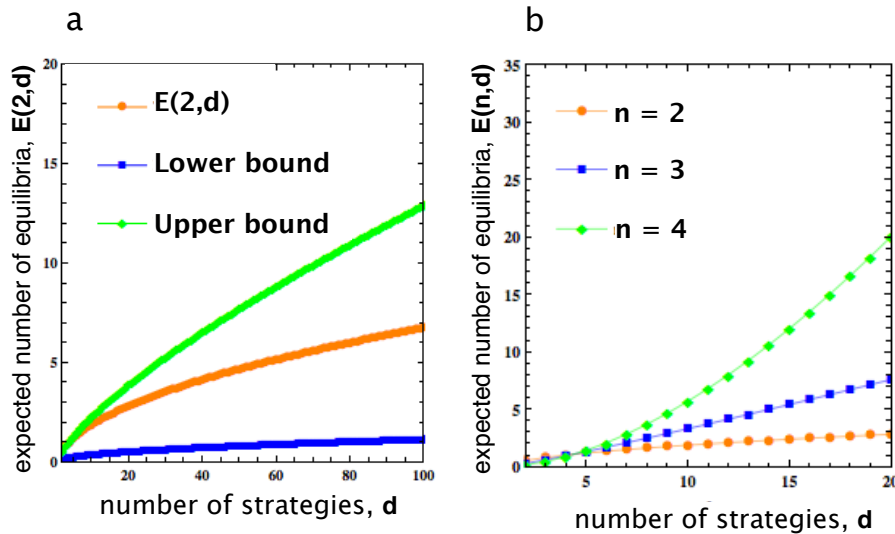 a
expected number of equilibria, E(2,d)
20
15
10
5
0
E(2,d)
Lower bound
Upper bound
20
40
60
80
100
number of strategies, d
b
expected number of equilibria, E(n,d)
35
30
25
20
15
10
5
0
n = 2
n = 3
n = 4
5
10
15
20
number of strategies, d